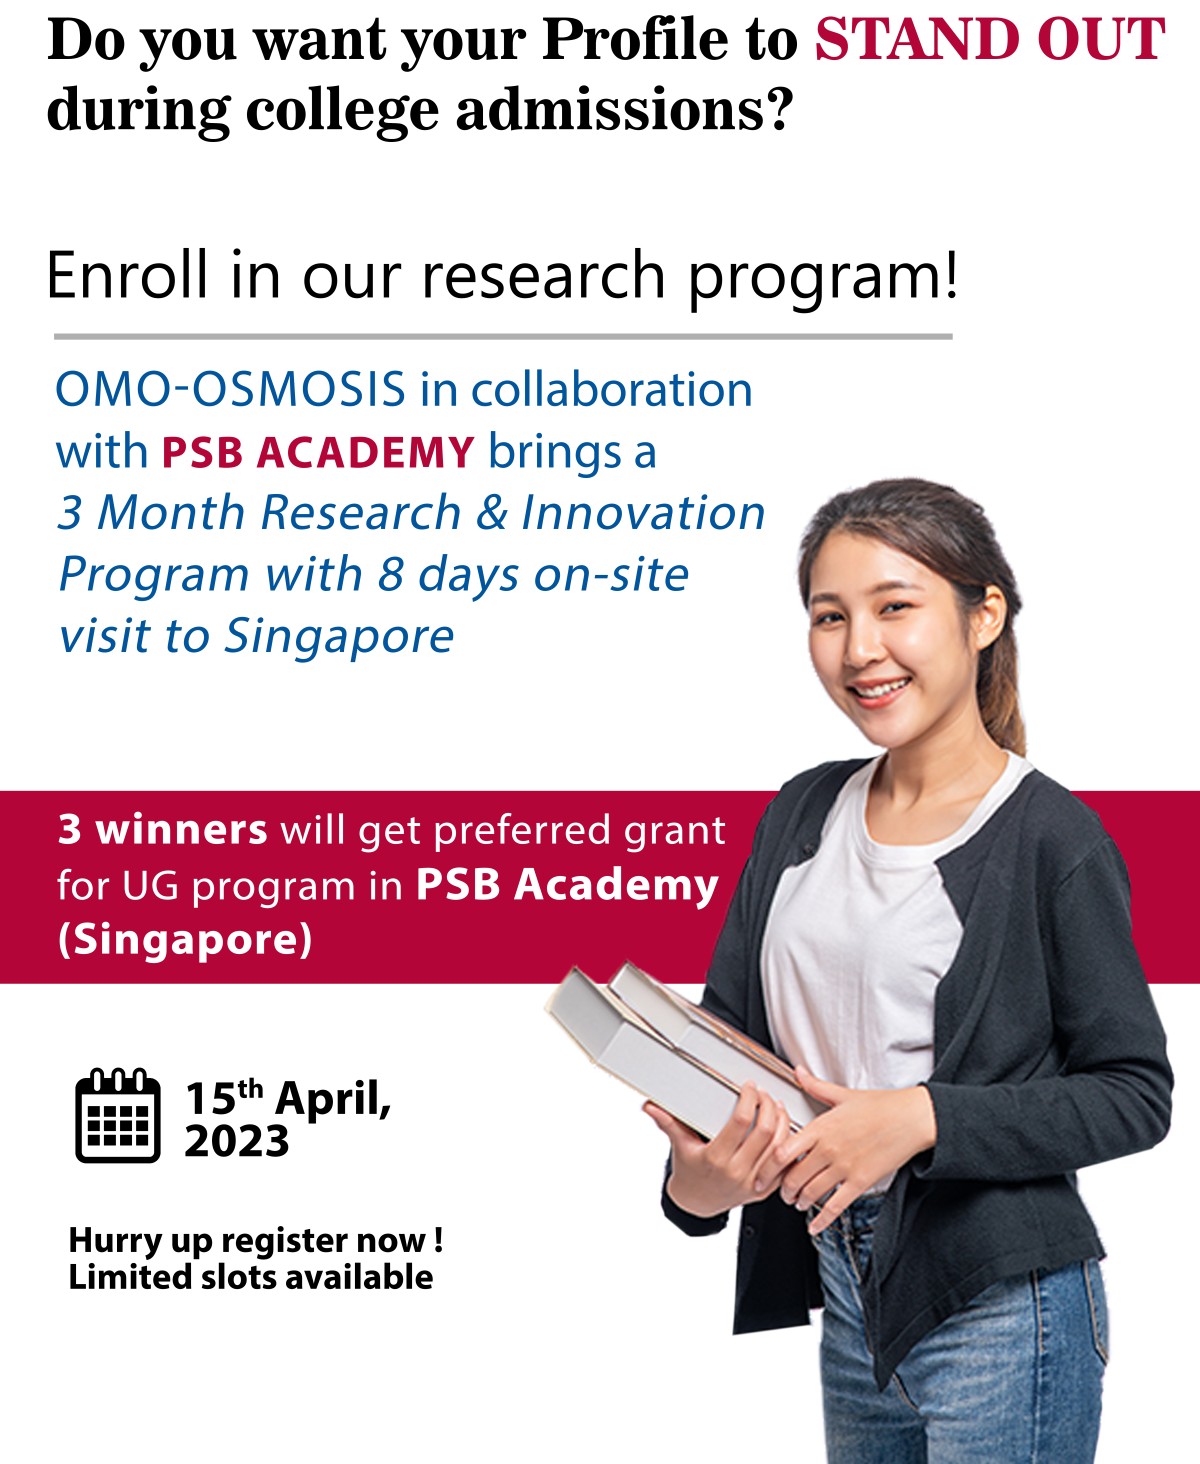 Do you want your Profile to STAND OUT
during college admissions?
Enroll in our research program!
OMO-OSMOSIS in collaboration
with PSB ACADEMY brings a
3 Month Research & Innovation
Program with 8 days on-site
visit to Singapore
3 winners will get preferred grant
for UG program in PSB Academy
(Singapore)
15th April,
2023
Hurry up register now !
Limited slots available